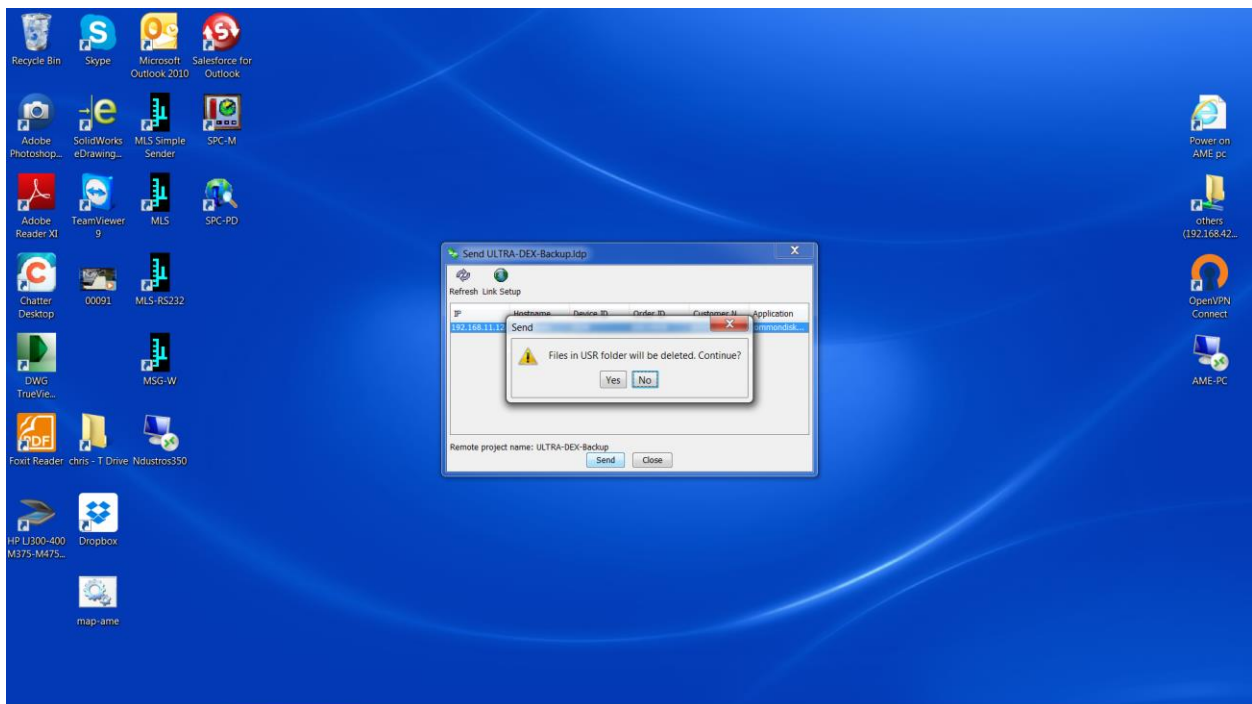 Recycle Bin
Skype
Microsoft
Outlook 2010
Salesforce for
Outlook
Adobe
Photoshop...
SolidWorks
eDrawing...
MLS Simple
Sender
SPC-M
Adobe
Reader XI
TeamViewer
9
MLS
SPC-PD
Chatter
Desktop
00091
MLS-RS232
DWG
TrueVie...
MSG-W
Foxit Reader
chris - T Drive
Ndustros350
HP LJ300-400
M375-M475...
Dropbox
map-ame
Send ULTRA-DEX-Backup.ldp
X
Refresh Link Setup
IP Hostname Device ID Order ID Customer N... Application
192.168.11.12
Send
X
Files in USR folder will be deleted. Continue?
Yes No
Remote project name: ULTRA-DEX-Backup
Send Close
Power on
AME pc
others
(192.168.42...
OpenVPN
Connect
AME-PC